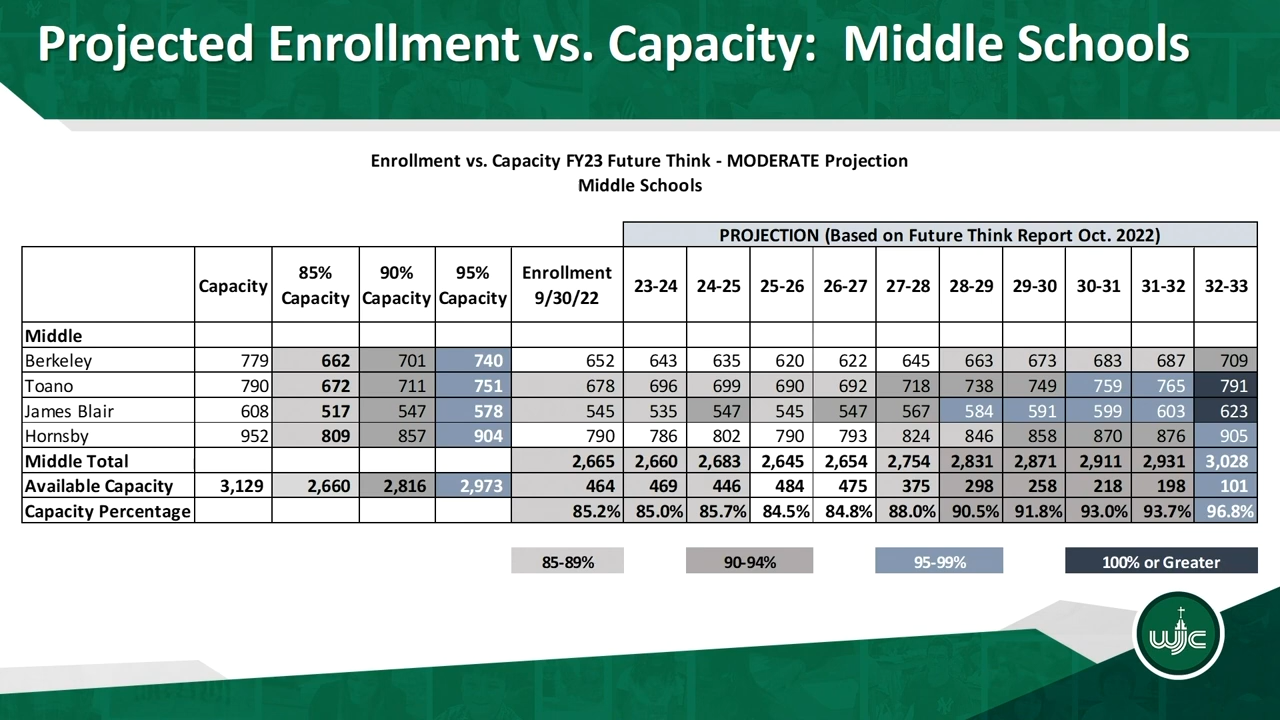 Projected Enrollment vs. Capacity: Middle Schools
Enrollment vs. Capacity FY23 Future Think - MODERATE Projection
Middle Schools
PROJECTION (Based on Future Think Report Oct. 2022)
Capacity 85% Capacity 90% Capacity 95% Capacity Enrollment 9/30/22 23-24 24-25 25-26 26-27 27-28 28-29 29-30 30-31 31-32 32-33
Middle
Berkeley 779 662 701 740 652 643 635 620 622 645 663 673 683 687 709
Toano 790 672 711 751 678 696 699 690 692 718 738 749 759 765 791
James Blair 608 517 547 578 545 535 547 545 547 567 584 591 599 603 623
Hornsby 952 809 857 904 790 786 802 790 793 824 846 858 870 876 905
Middle Total 2,665 2,660 2,683 2,645 2,654 2,754 2,831 2,871 2,911 2,931 3,028
Available Capacity 3,129 2,660 2,816 2,973 464 469 446 484 475 375 298 258 218 198 101
Capacity Percentage 85.2% 85.0% 85.7% 84.5% 84.8% 88.0% 90.5% 91.8% 93.0% 93.7% 96.8%
85-89% 90-94% 95-99% 100% or Greater
WJC